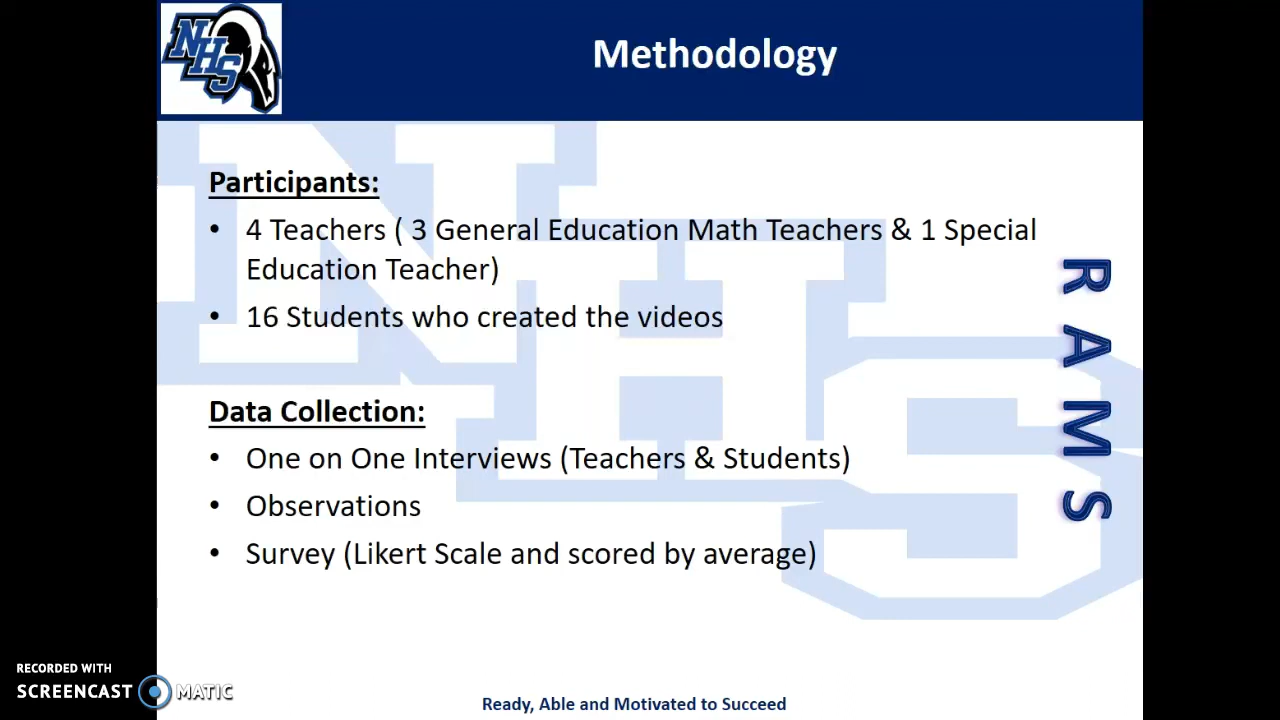 NHS
Methodology
Participants:
• 4 Teachers ( 3 General Education Math Teachers & 1 Special
Education Teacher)
• 16 Students who created the videos
RAMS
Data Collection:
• One on One Interviews (Teachers & Students)
• Observations
• Survey (Likert Scale and scored by average)
NHS
RECORDED WITH
SCREENCAST MATIC
Ready, Able and Motivated to Succeed